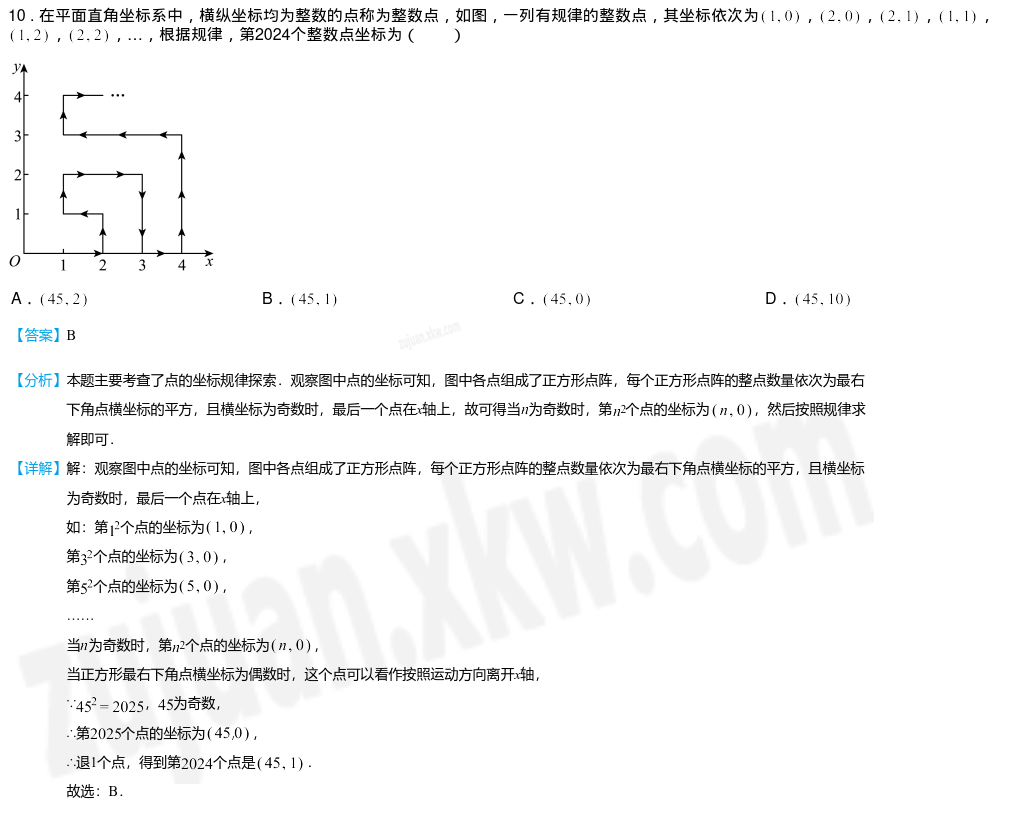 10．在平面直角坐标系中，横纵坐标均为整数的点称为整数点，如图，一列有规律的整数点，其坐标依次为(1,0)，(2,0)，(2,1)，(1,1)，
(1,2)，(2,2)，…，根据规律，第2024个整数点坐标为（　　）
y
4
3
2
1
O 1 2 3 4 x
…
A．(45,2) B．(45,1) C．(45,0) D．(45,10)
【答案】B
zujuan.xkw.com
【分析】本题主要考查了点的坐标规律探索．观察图中点的坐标可知，图中各点组成了正方形点阵，每个正方形点阵的整点数量依次为最右
下角点横坐标的平方，且横坐标为奇数时，最后一个点在x轴上，故可得当n为奇数时，第n²个点的坐标为(n,0)，然后按照规律求
解即可．
【详解】解：观察图中点的坐标可知，图中各点组成了正方形点阵，每个正方形点阵的整点数量依次为最右下角点横坐标的平方，且横坐标
为奇数时，最后一个点在x轴上，
如：第1²个点的坐标为(1,0)，
第3²个点的坐标为(3,0)，
第5²个点的坐标为(5,0)，
……
当n为奇数时，第n²个点的坐标为(n,0)，
当正方形最右下角点横坐标为偶数时，这个点可以看作按照运动方向离开x轴，
∵45²=2025，45为奇数，
∴第2025个点的坐标为(45,0)，
∴退1个点，得到第2024个点是(45,1)．
故选：B．
zujuan.xkw.com